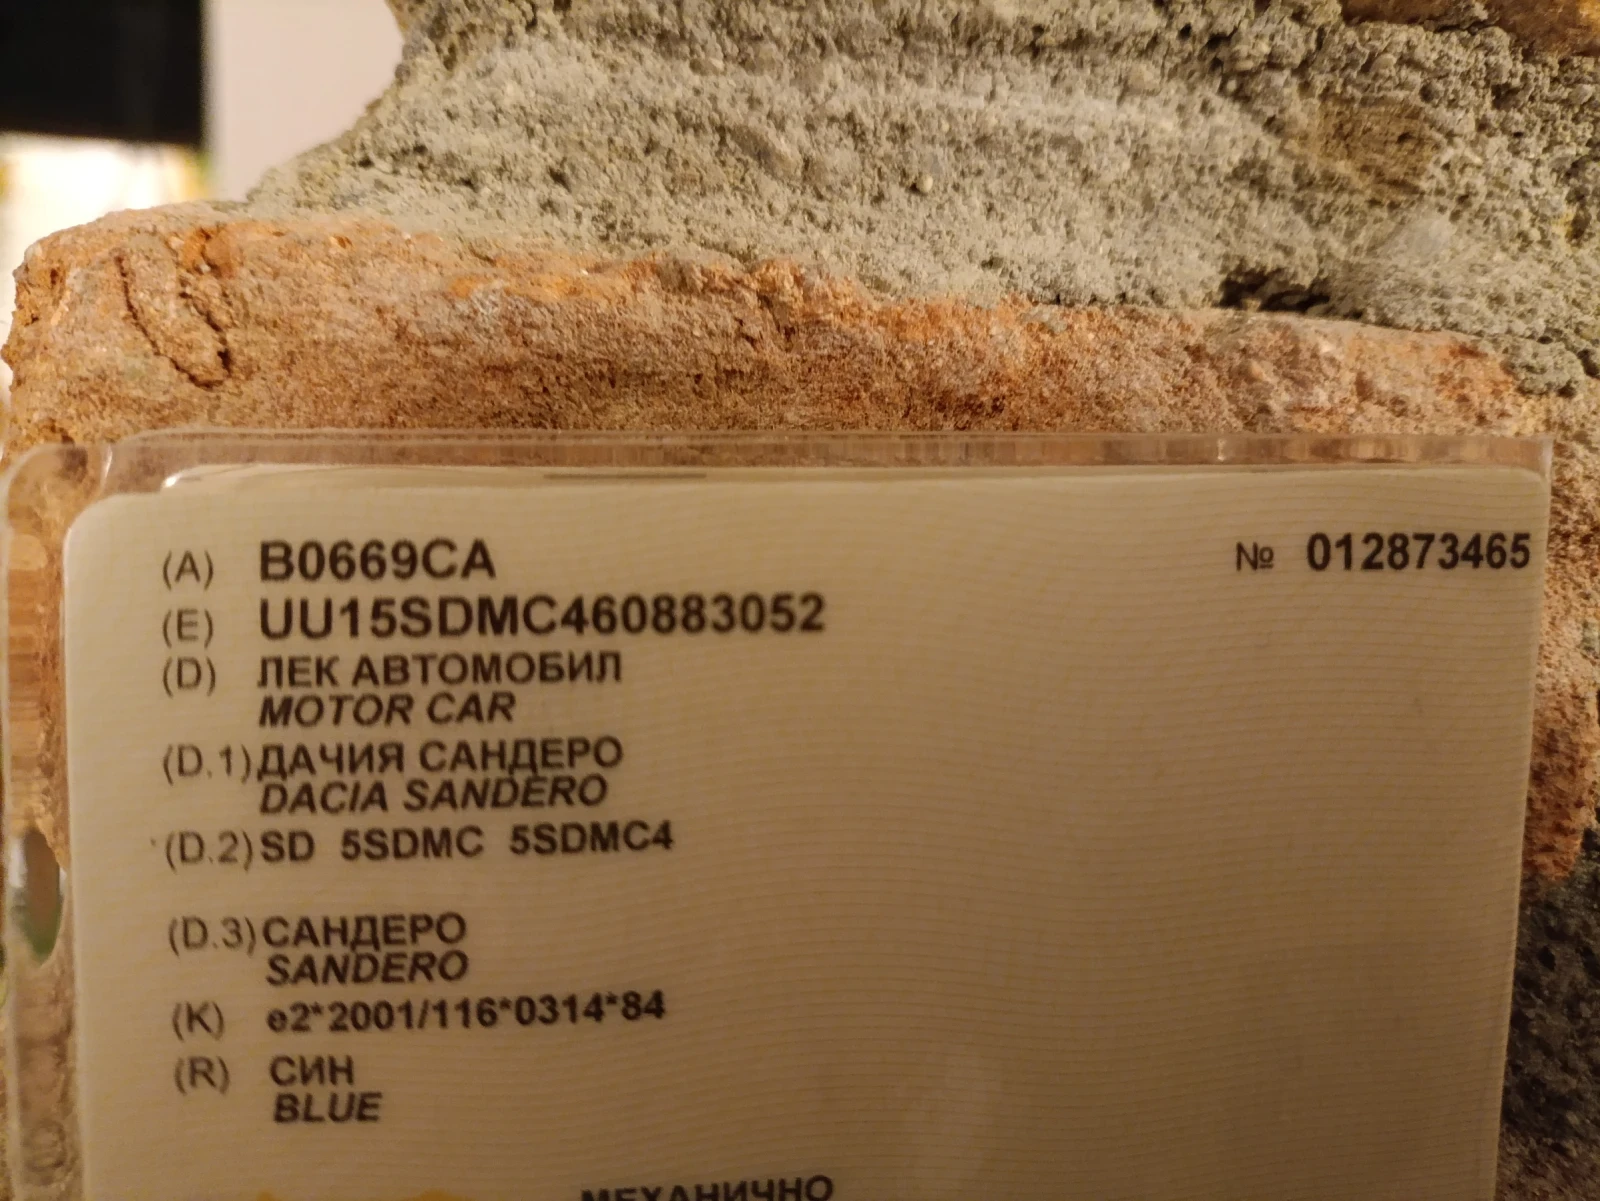 (A) B0669CA № 012873465
(E) UU15SDMC460883052
(D) ЛЕК АВТОМОБИЛ
MOTOR CAR
(D.1) ДАЧИЯ САНДЕРО
DACIA SANDERO
(D.2) SD 5SDMC 5SDMC4
(D.3) САНДЕРО
SANDERO
(K) e2*2001/116*0314*84
(R) СИН
BLUE
МЕХАНИЧНО